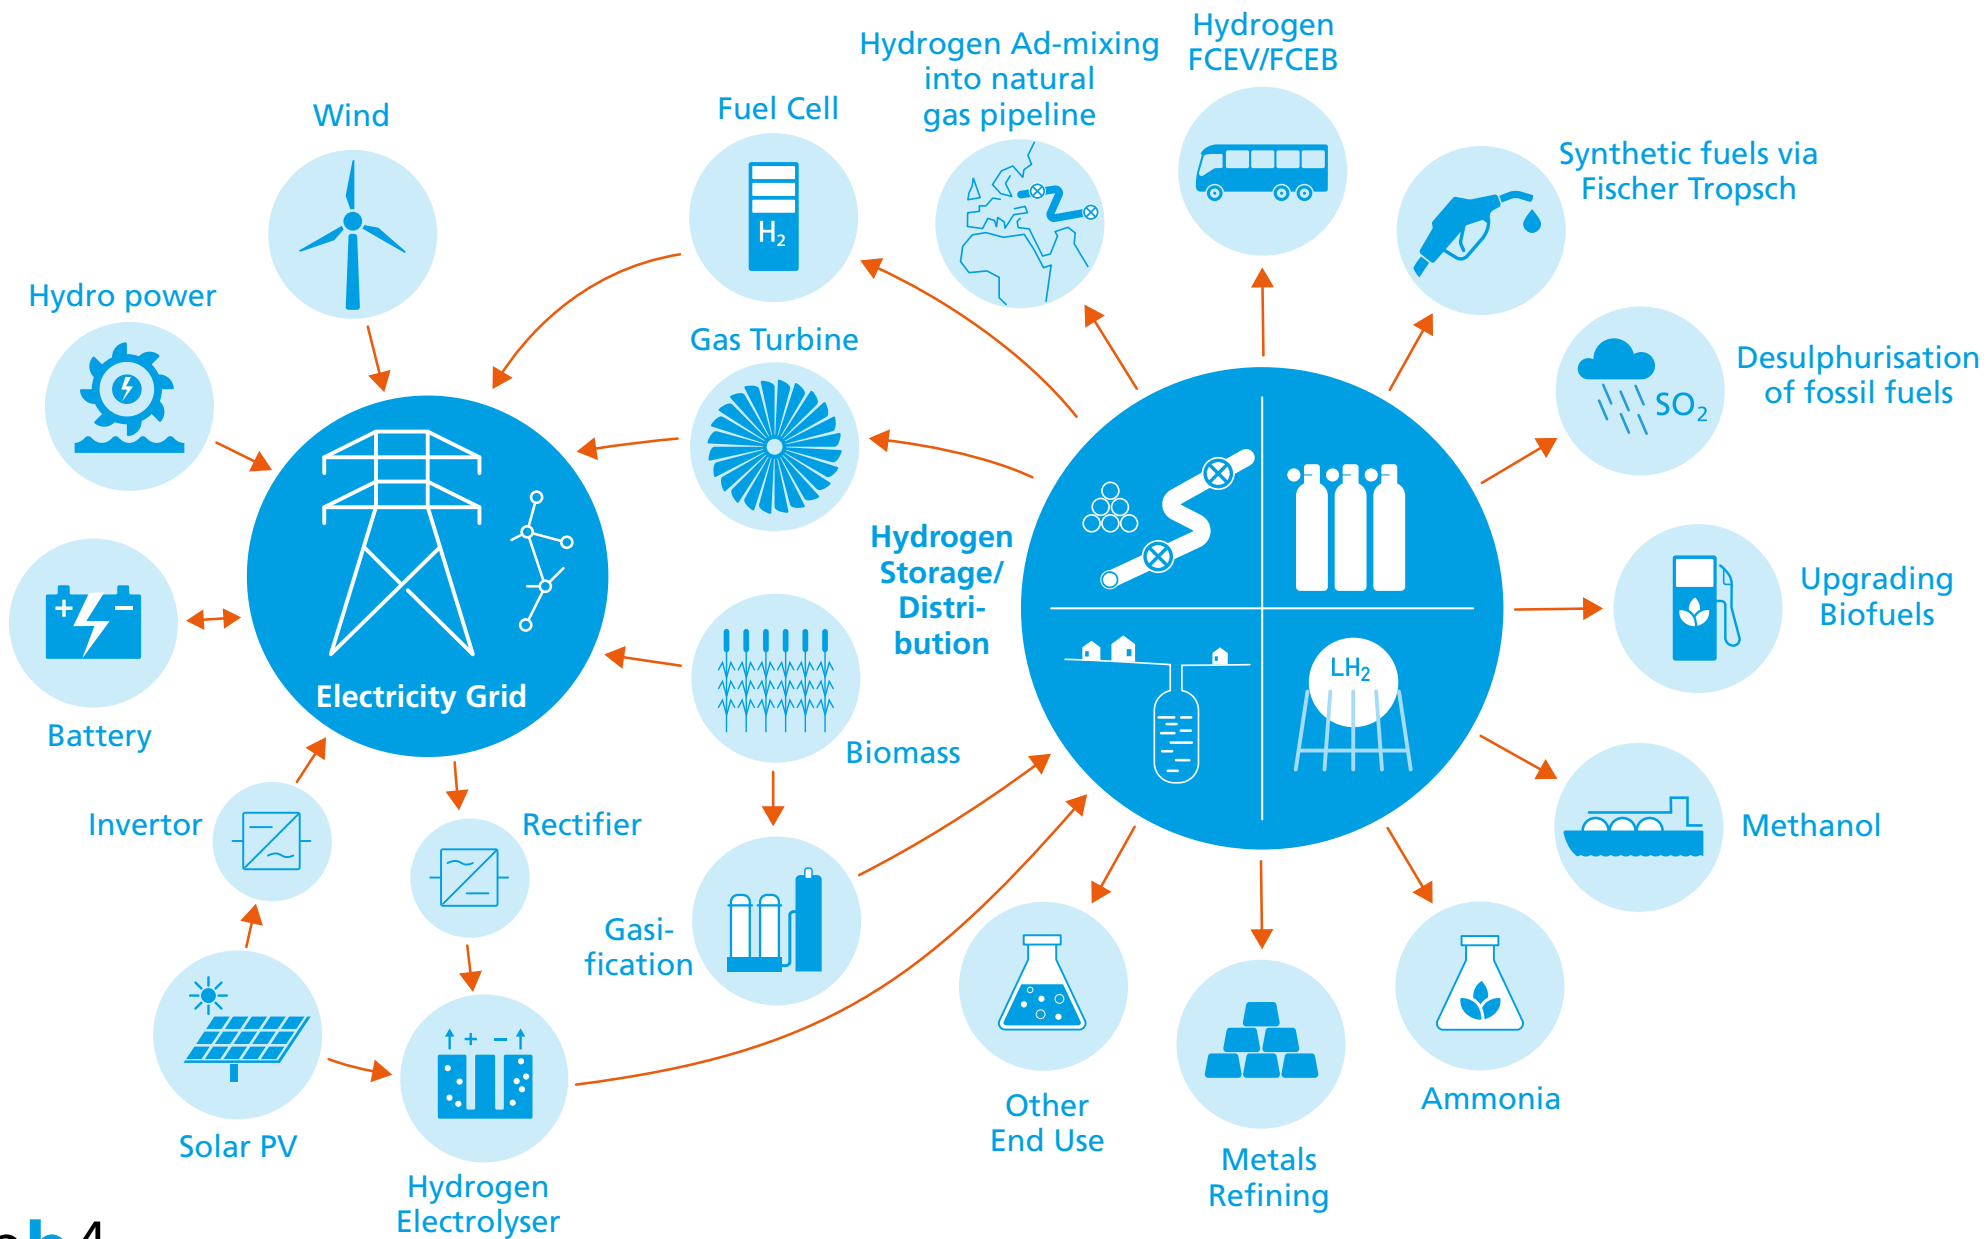 Hydrogen
FCEV/FCEB
Hydrogen Ad-mixing
into natural
gas pipeline
Wind
Fuel Cell
H₂
Synthetic fuels via
Fischer Tropsch
Hydro power
Gas Turbine
Desulphurisation
of fossil fuels
SO₂
Hydrogen
Storage/
Distri-
bution
Upgrading
Biofuels
+ −
LH₂
Electricity Grid
Battery
Biomass
Invertor
Rectifier
Methanol
Gasi-
fication
+ −
Other
End Use
Ammonia
Solar PV
Metals
Refining
Hydrogen
Electrolyser